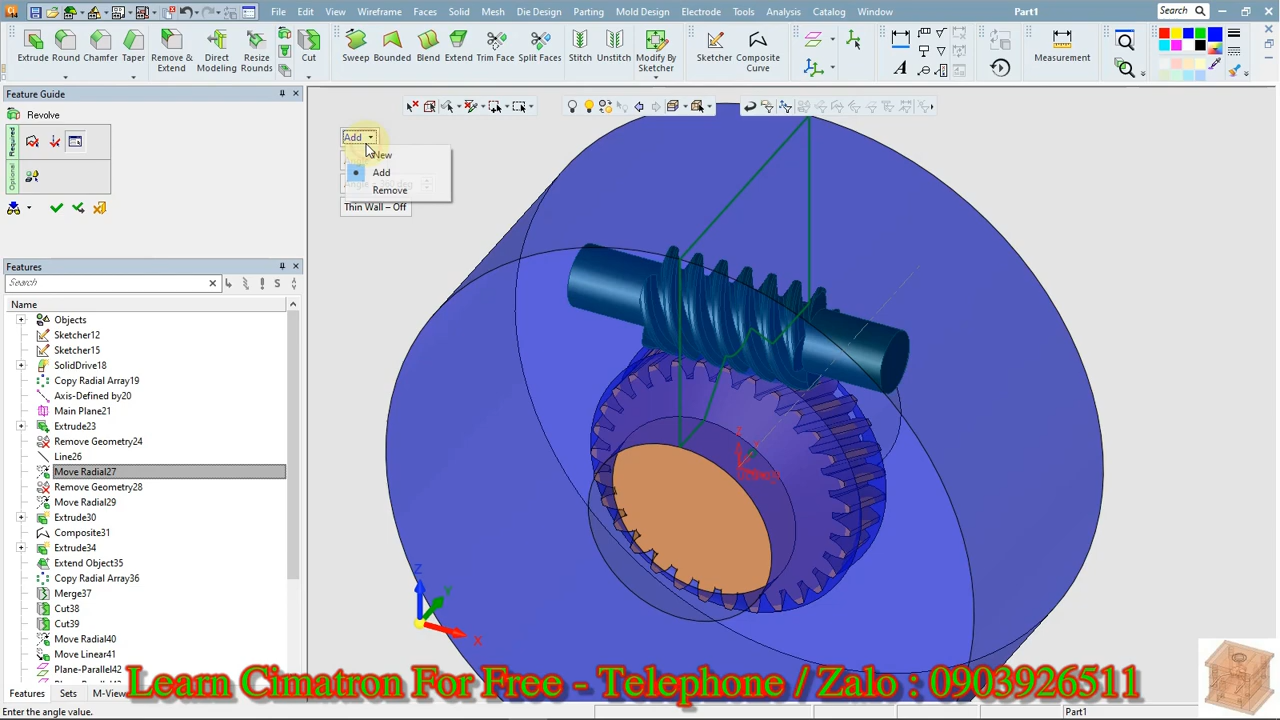 File Edit View Wireframe Faces Solid Mesh Die Design Parting Mold Design Electrode Tools Analysis Catalog Window Part1 Search
Extrude Round Chamfer Taper Remove & Extend Direct Modeling Resize Rounds Cut Sweep Bounded Blend Extend Trim Faces Split Faces Stitch Unstitch Modify By Sketcher Sketcher Composite Curve Measurement
Feature Guide
Revolve
Required
Optional
Add
New
Add
Remove
Thin Wall – Off
Features
Search
Name
Objects
Sketcher12
Sketcher15
SolidDrive18
Copy Radial Array19
Axis-Defined by20
Main Plane21
Extrude23
Remove Geometry24
Line26
Move Radial27
Remove Geometry28
Move Radial29
Extrude30
Composite31
Extrude34
Extend Object35
Copy Radial Array36
Merge37
Cut38
Cut39
Move Radial40
Move Linear41
Plane-Parallel42
Z
Y
X
Features Sets M-View
Learn Cimatron For Free - Telephone / Zalo : 0903926511
Enter the angle value.
Part1